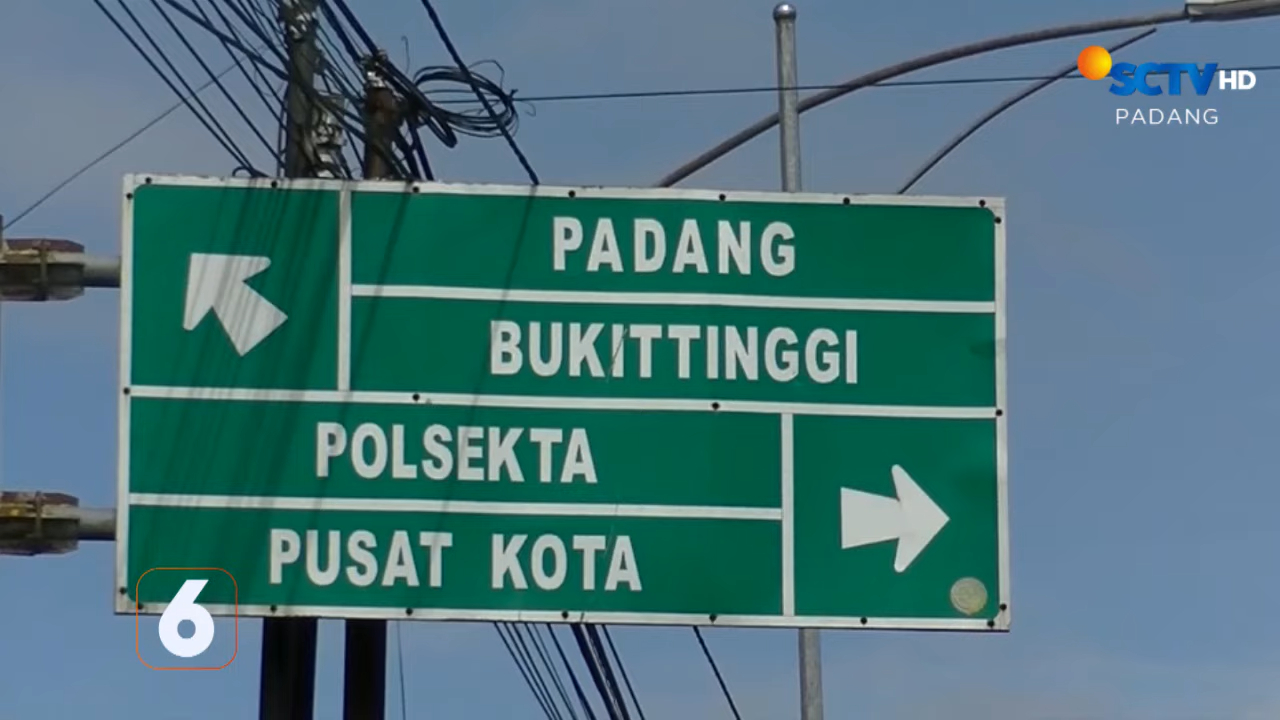 SCTV HD
PADANG
PADANG
BUKITTINGGI
POLSEKTA
PUSAT KOTA
6